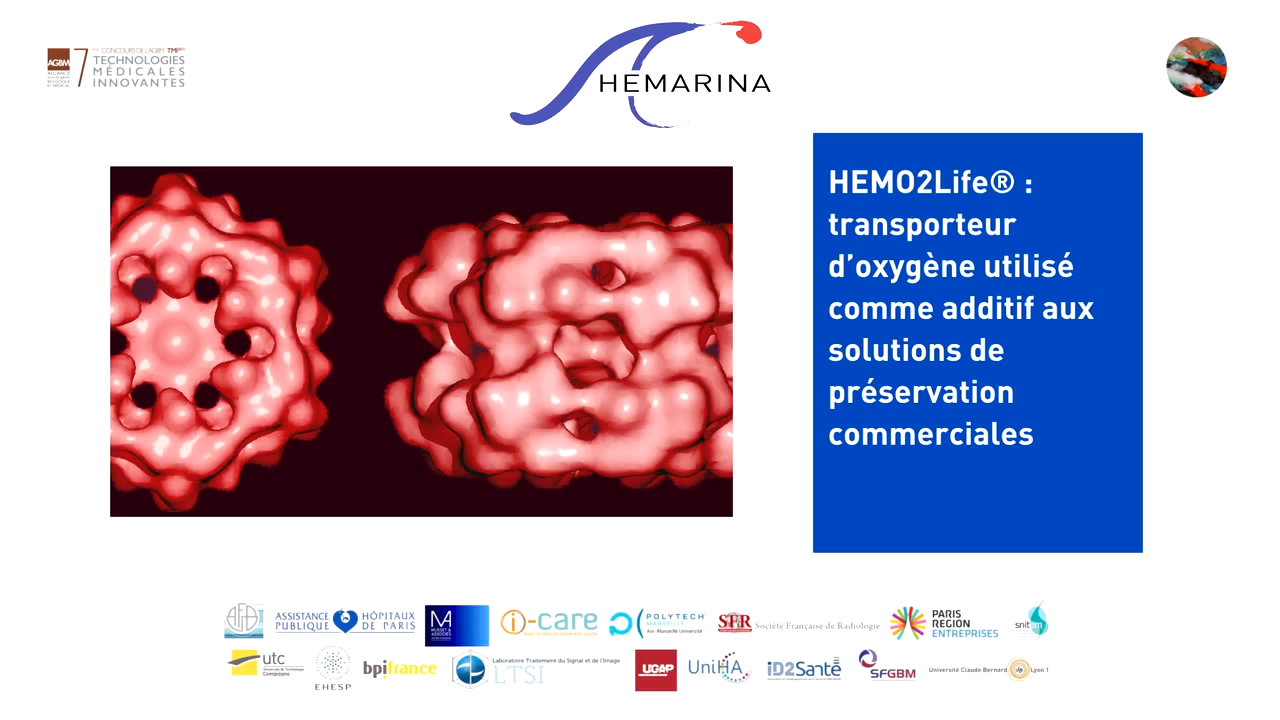 CONCOURS DE L'AGBM
AGBM
7
TECHNOLOGIES
MÉDICALES
INNOVANTES
HEMARINA
HEMO2Life® :
transporteur
d'oxygène utilisé
comme additif aux
solutions de
préservation
commerciales
ASSISTANCE HÔPITAUX
PUBLIQUE DE PARIS
i-care
POLYTECH
MARSEILLE
Aix-Marseille Université
SFR Société Française de Radiologie
PARIS
REGION
ENTREPRISES
snitem
utc
Université de Technologie
Compiègne
EHESP
bpifrance
Laboratoire Traitement du Signal et de l'Image
LTSI
UGAP
UniHA
iD2Santé
SFGBM
Université Claude Bernard Lyon 1